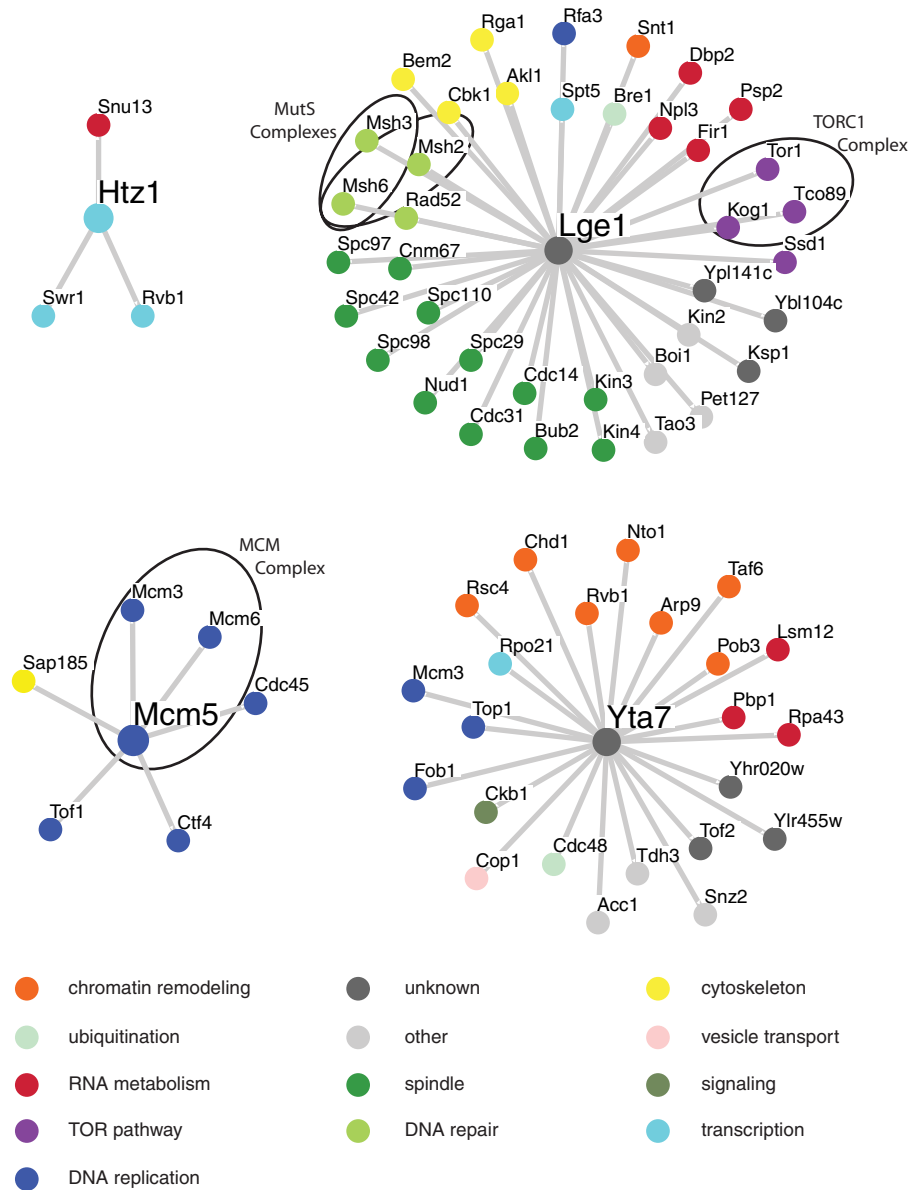 Snu13
Htz1
Swr1
Rvb1
Rga1
Rfa3
Snt1
Bem2
Dbp2
Akl1
Cbk1
Spt5
Bre1
Psp2
Npl3
MutS
Complexes
Msh3
Fir1
TORC1
Complex
Msh2
Tor1
Msh6
Rad52
Tco89
Kog1
Lge1
Spc97
Cnm67
Ssd1
Ypl141c
Spc42
Spc110
Ybl104c
Kin2
Spc98
Spc29
Boi1
Ksp1
Nud1
Cdc14
Kin3
Pet127
Cdc31
Bub2
Kin4
Tao3
MCM
Complex
Mcm3
Mcm6
Sap185
Cdc45
Mcm5
Tof1
Ctf4
Nto1
Chd1
Taf6
Rsc4
Rvb1
Arp9
Lsm12
Rpo21
Pob3
Mcm3
Top1
Yta7
Pbp1
Rpa43
Fob1
Yhr020w
Ckb1
Ylr455w
Cop1
Cdc48
Tdh3
Tof2
Acc1
Snz2
chromatin remodeling
unknown
cytoskeleton
ubiquitination
other
vesicle transport
RNA metabolism
spindle
signaling
TOR pathway
DNA repair
transcription
DNA replication